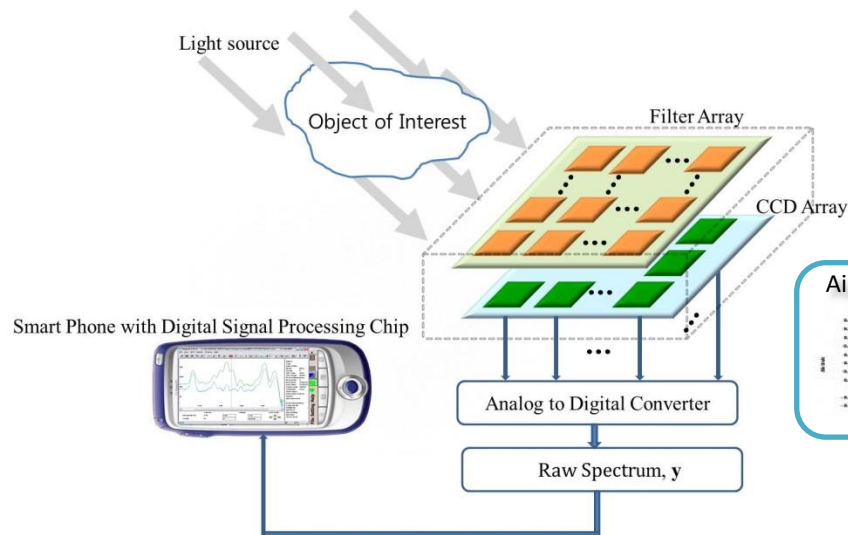 Light source
Object of Interest
Filter Array
CCD Array
Ai
Smart Phone with Digital Signal Processing Chip
Analog to Digital Converter
Raw Spectrum, y